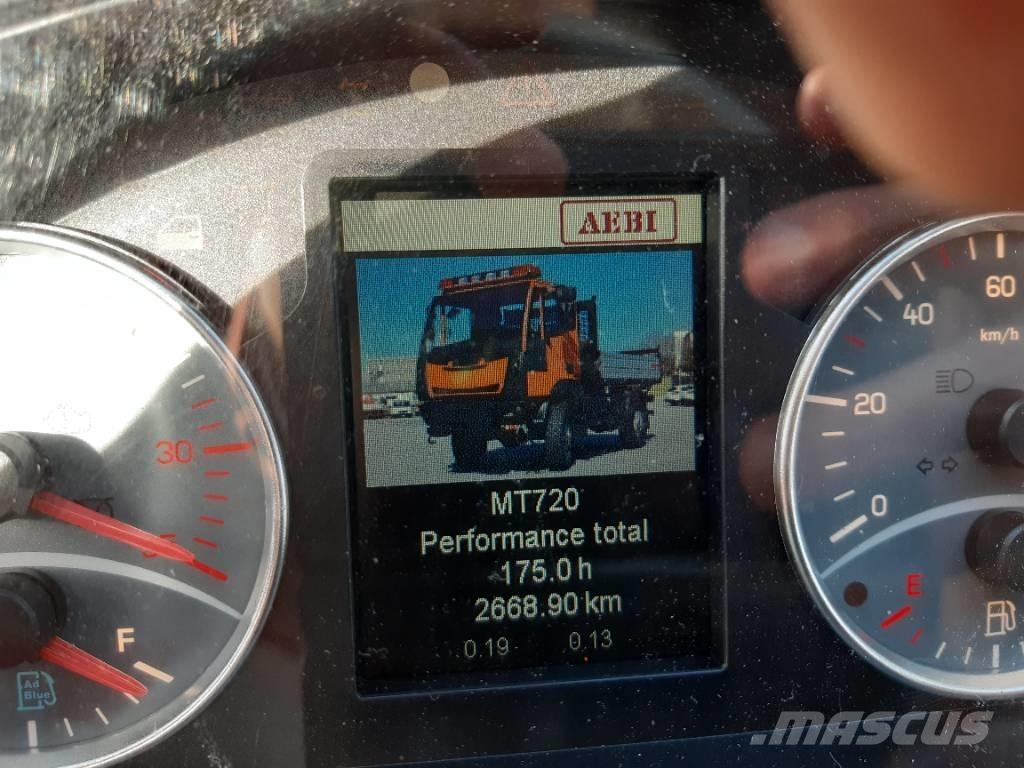 AEBI
60
40
km/h
20
0
30
35
MT720
Performance total
175.0 h
2668.90 km
0.19 0.13
E
F
Ad
Blue
MASCUS